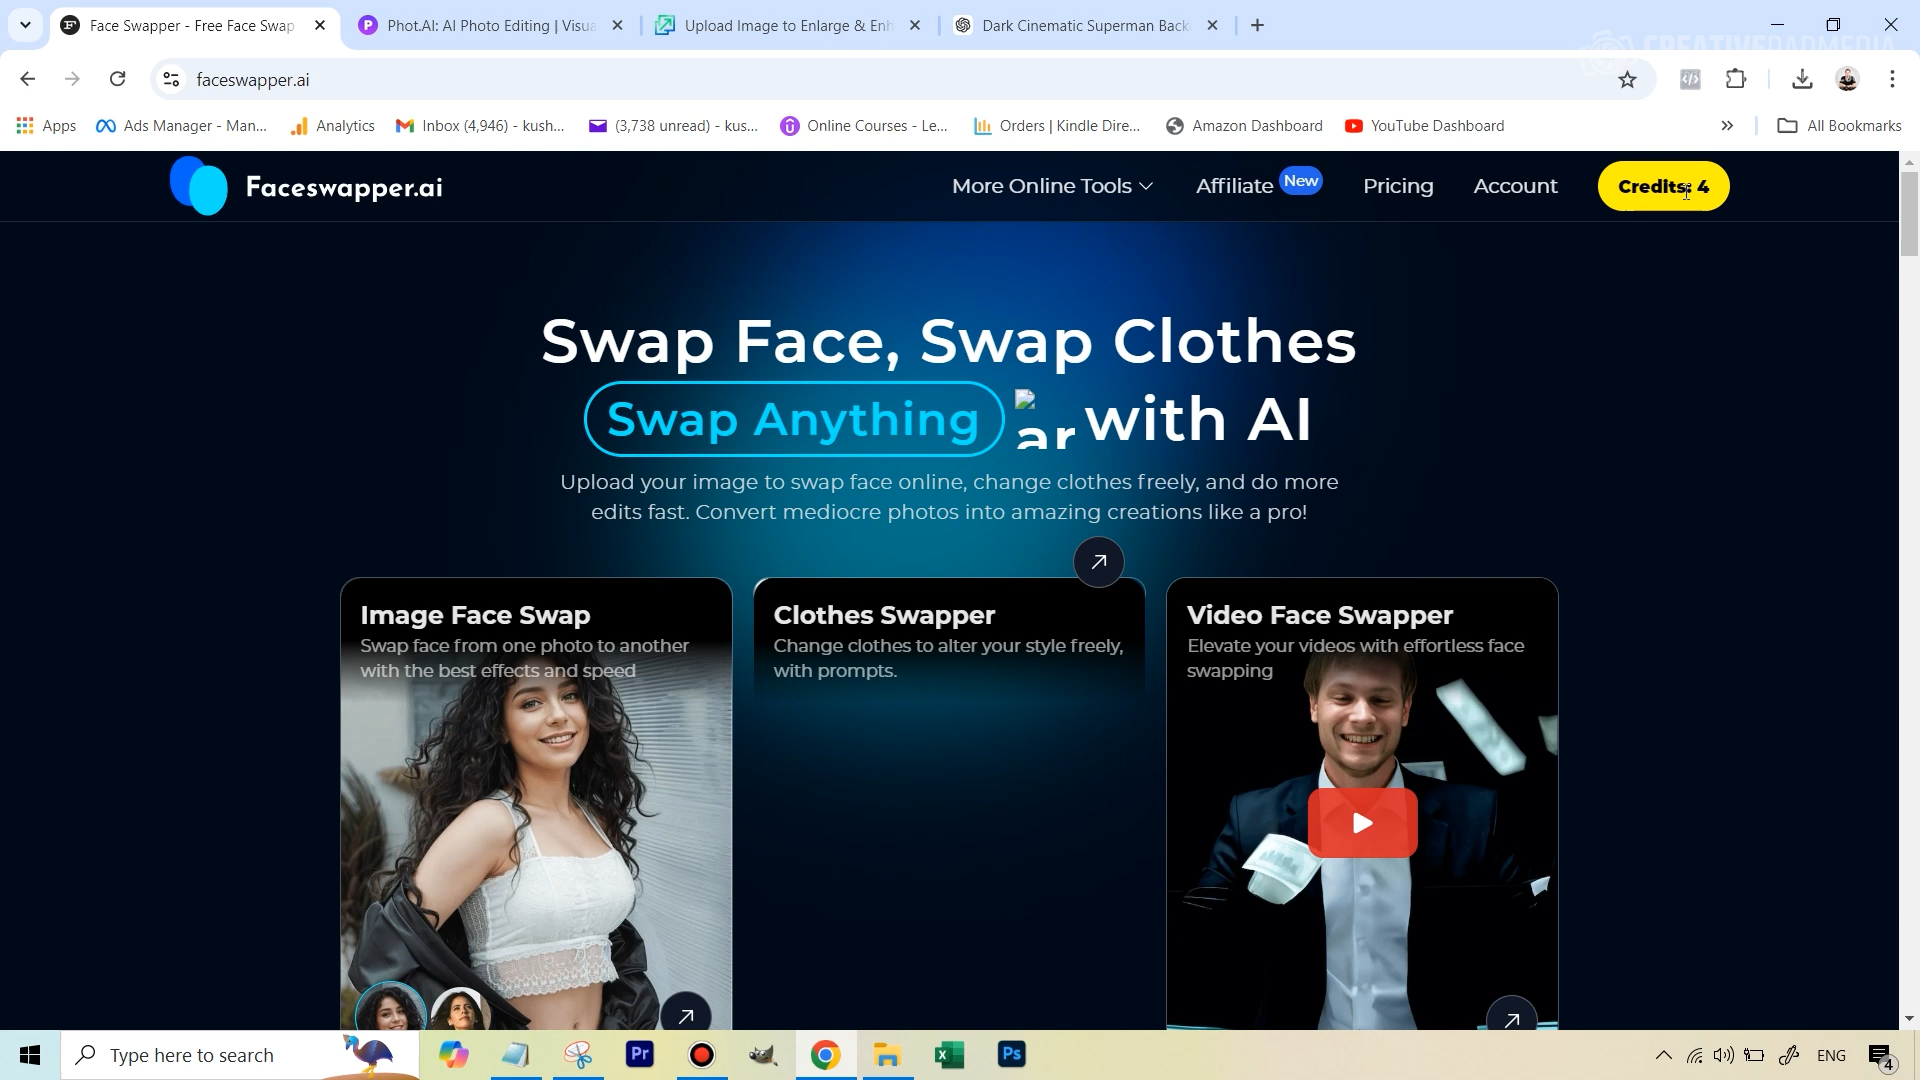 Face Swapper - Free Face Swap
Phot.AI: AI Photo Editing | Visua
Upload Image to Enlarge & Enh
Dark Cinematic Superman Back
CREATIVEPADMEDIA
faceswapper.ai
Apps
Ads Manager - Man...
Analytics
Inbox (4,946) - kush...
(3,738 unread) - kus...
Online Courses - Le...
Orders | Kindle Dire...
Amazon Dashboard
YouTube Dashboard
All Bookmarks
Faceswapper.ai
More Online Tools
Affiliate New
Pricing
Account
Credits: 4
Swap Face, Swap Clothes
Swap Anything ar with AI
Upload your image to swap face online, change clothes freely, and do more
edits fast. Convert mediocre photos into amazing creations like a pro!
Image Face Swap
Swap face from one photo to another
with the best effects and speed
Clothes Swapper
Change clothes to alter your style freely,
with prompts.
Video Face Swapper
Elevate your videos with effortless face
swapping
Type here to search
Pr
Ps
ENG
4